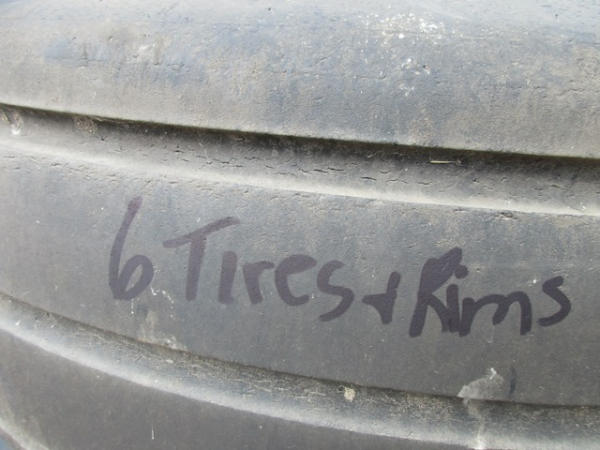 6 Tires + Rims